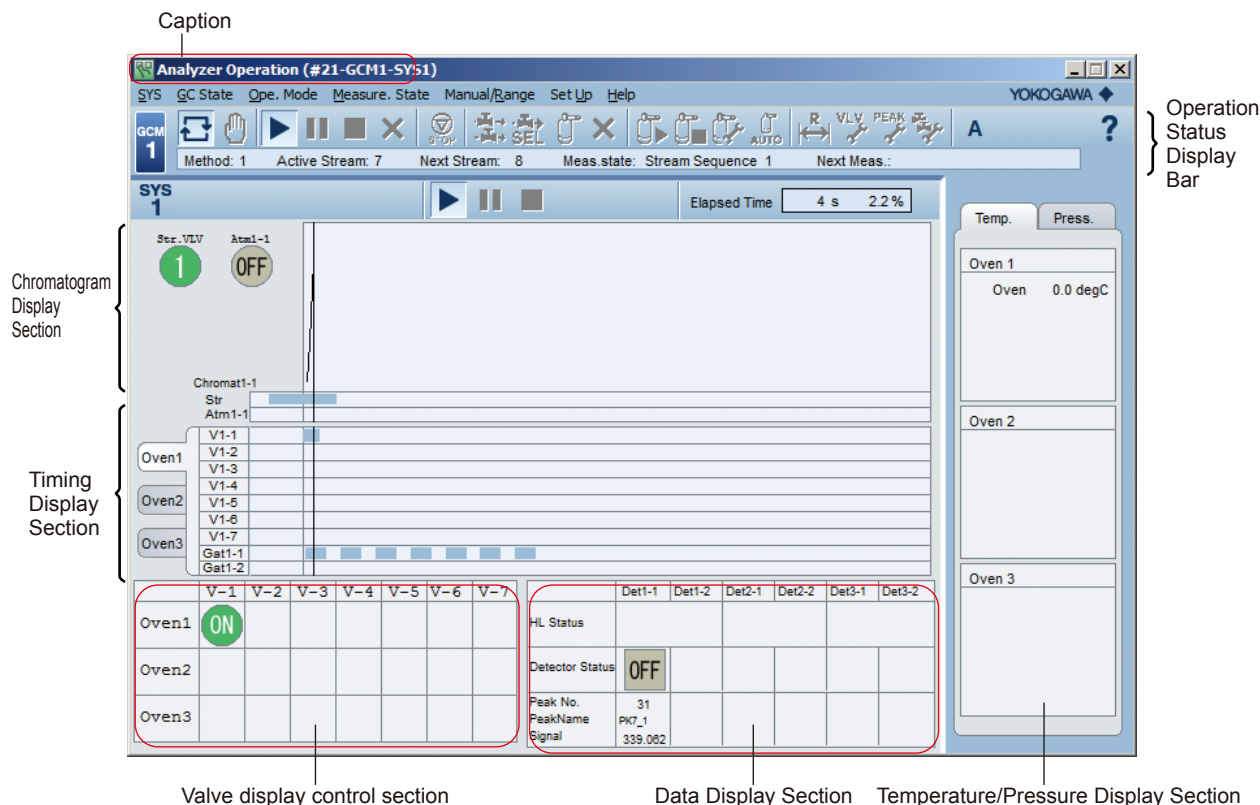 Caption
Analyzer Operation (#21-GCM1-SYS1)
SYS GC State Ope. Mode Measure. State Manual/Range Set Up Help YOKOGAWA
GCM 1
STOP SEL AUTO R VLV PEAK A ?
Method: 1 Active Stream: 7 Next Stream: 8 Meas.state: Stream Sequence 1 Next Meas.:
Operation
Status
Display
Bar
SYS 1
Elapsed Time 4 s 2.2 %
Temp. Press.
Str.VLV Atm1-1
1 OFF
Chromatogram
Display
Section
Oven 1
Oven 0.0 degC
Chromat1-1
Str
Atm1-1
Timing
Display
Section
Oven1
Oven2
Oven3
V1-1
V1-2
V1-3
V1-4
V1-5
V1-6
V1-7
Gat1-1
Gat1-2
Oven 2
Oven 3
V-1 V-2 V-3 V-4 V-5 V-6 V-7
Oven1 ON
Oven2
Oven3
Det1-1 Det1-2 Det2-1 Det2-2 Det3-1 Det3-2
HL Status
Detector Status OFF
Peak No. 31
PeakName PK7_1
Signal 339.062
Valve display control section
Data Display Section
Temperature/Pressure Display Section